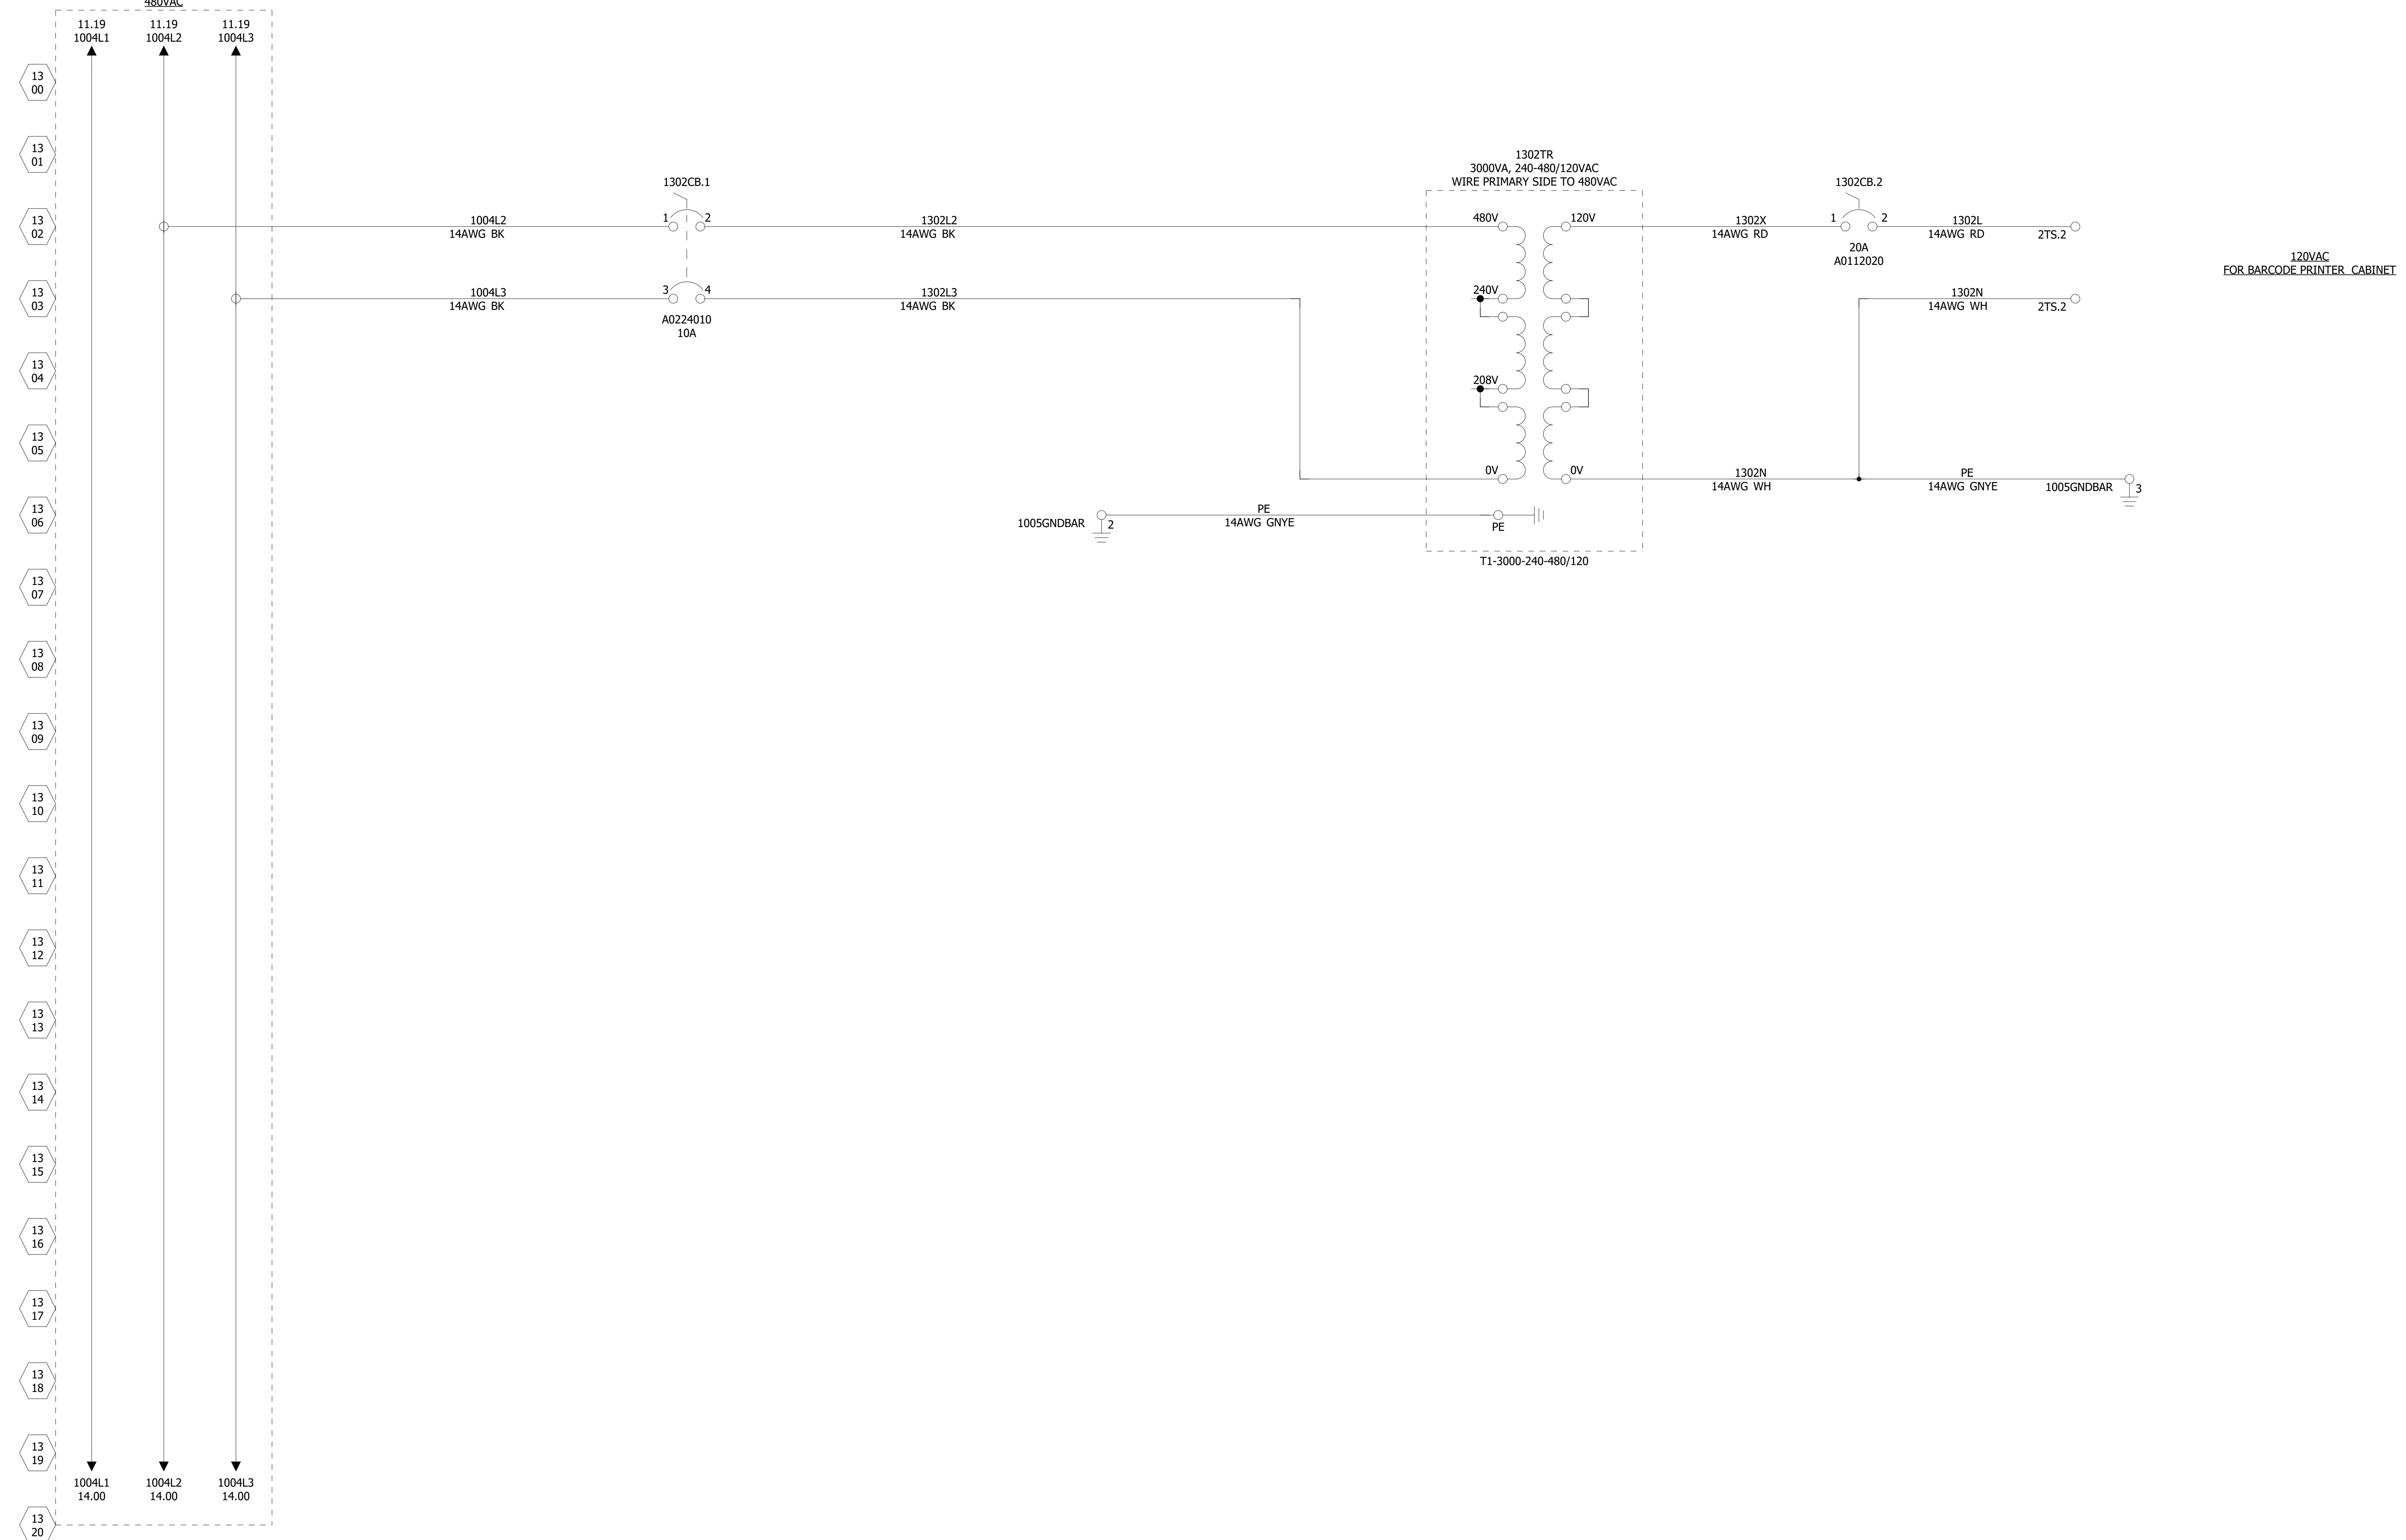 480VAC
11.19 11.19 11.19
1004L1 1004L2 1004L3
13
00
13
01
1302TR
3000VA, 240-480/120VAC
WIRE PRIMARY SIDE TO 480VAC
1302CB.1
1302CB.2
13
02
1004L2
14AWG BK
1 2
1302L2
14AWG BK
480V
120V
1302X
14AWG RD
1 2
20A
A0112020
1302L
14AWG RD
2TS.2
120VAC
FOR BARCODE PRINTER CABINET
13
03
1004L3
14AWG BK
3 4
A0224010
10A
1302L3
14AWG BK
240V
1302N
14AWG WH
2TS.2
13
04
208V
13
05
0V
0V
1302N
14AWG WH
PE
14AWG GNYE
1005GNDBAR
3
13
06
1005GNDBAR
2
PE
14AWG GNYE
PE
T1-3000-240-480/120
13
07
13
08
13
09
13
10
13
11
13
12
13
13
13
14
13
15
13
16
13
17
13
18
13
19
1004L1 1004L2 1004L3
14.00 14.00 14.00
13
20